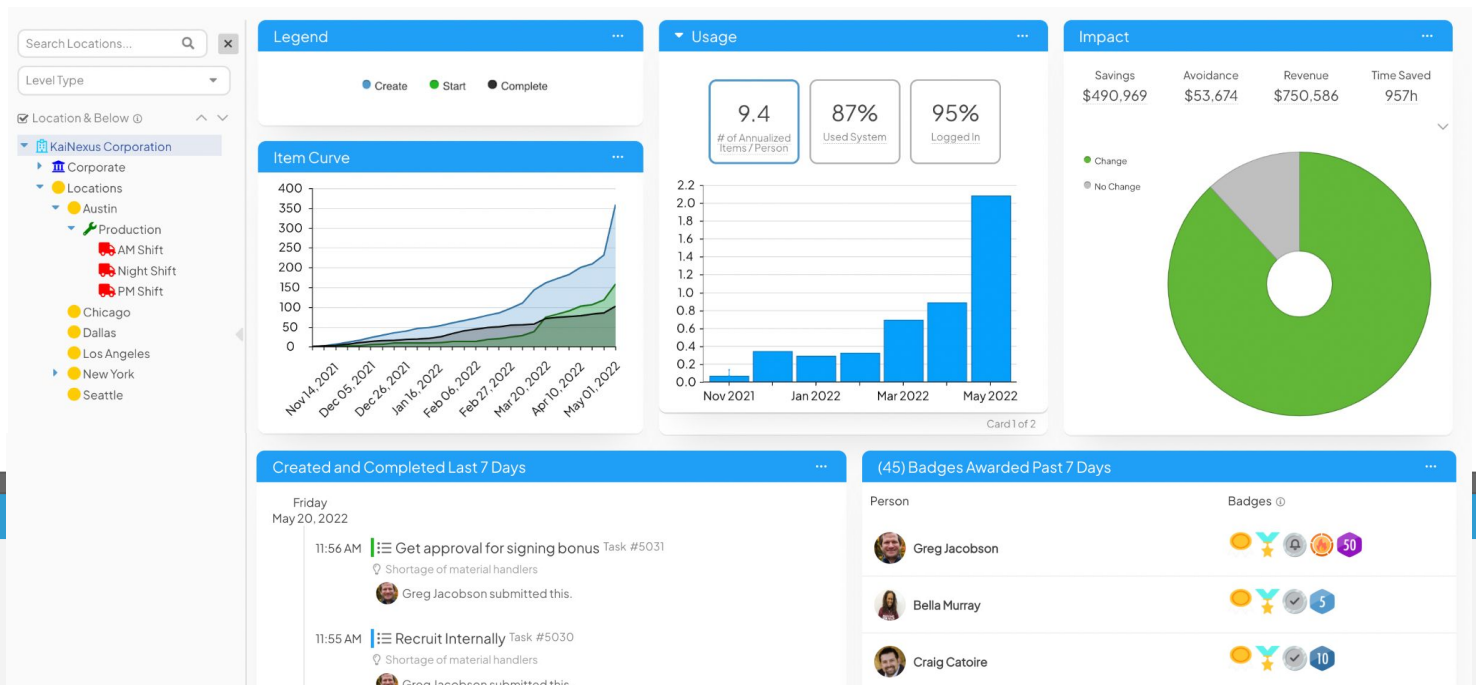 Search Locations...
Level Type
Location & Below
KaiNexus Corporation
Corporate
Locations
Austin
Production
AM Shift
Night Shift
PM Shift
Chicago
Dallas
Los Angeles
New York
Seattle
Legend
Create Start Complete
Item Curve
400
350
300
250
200
150
100
50
0
Nov 14, 2021 Dec 05, 2021 Dec 26, 2021 Jan 16, 2022 Feb 06, 2022 Feb 27, 2022 Mar 20, 2022 Apr 10, 2022 May 01, 2022
Usage
9.4 87% 95%
# of Annualized Used System Logged In
Items / Person
2.2
2.0
1.8
1.6
1.4
1.2
1.0
0.8
0.6
0.4
0.2
0.0
Nov 2021 Jan 2022 Mar 2022 May 2022
Card 1 of 2
Impact
Savings Avoidance Revenue Time Saved
$490,969 $53,674 $750,586 957h
Change
No Change
Created and Completed Last 7 Days
Friday
May 20, 2022
11:56 AM Get approval for signing bonus Task #5031
Shortage of material handlers
Greg Jacobson submitted this.
11:55 AM Recruit Internally Task #5030
Shortage of material handlers
Greg Jacobson submitted this.
(45) Badges Awarded Past 7 Days
Person Badges
Greg Jacobson 50
Bella Murray 5
Craig Catoire 10